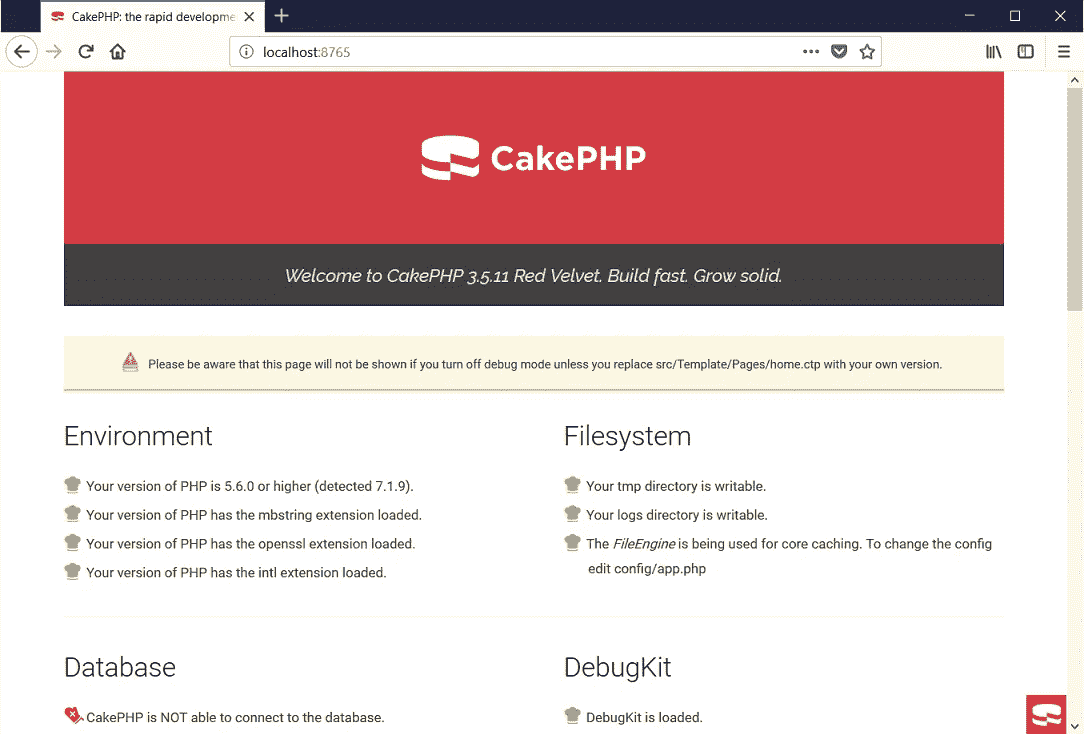 CakePHP: the rapid developme
localhost:8765
CakePHP
Welcome to CakePHP 3.5.11 Red Velvet. Build fast. Grow solid.
Please be aware that this page will not be shown if you turn off debug mode unless you replace src/Template/Pages/home.ctp with your own version.
Environment
Your version of PHP is 5.6.0 or higher (detected 7.1.9).
Your version of PHP has the mbstring extension loaded.
Your version of PHP has the openssl extension loaded.
Your version of PHP has the intl extension loaded.
Filesystem
Your tmp directory is writable.
Your logs directory is writable.
The FileEngine is being used for core caching. To change the config
edit config/app.php
Database
CakePHP is NOT able to connect to the database.
DebugKit
DebugKit is loaded.